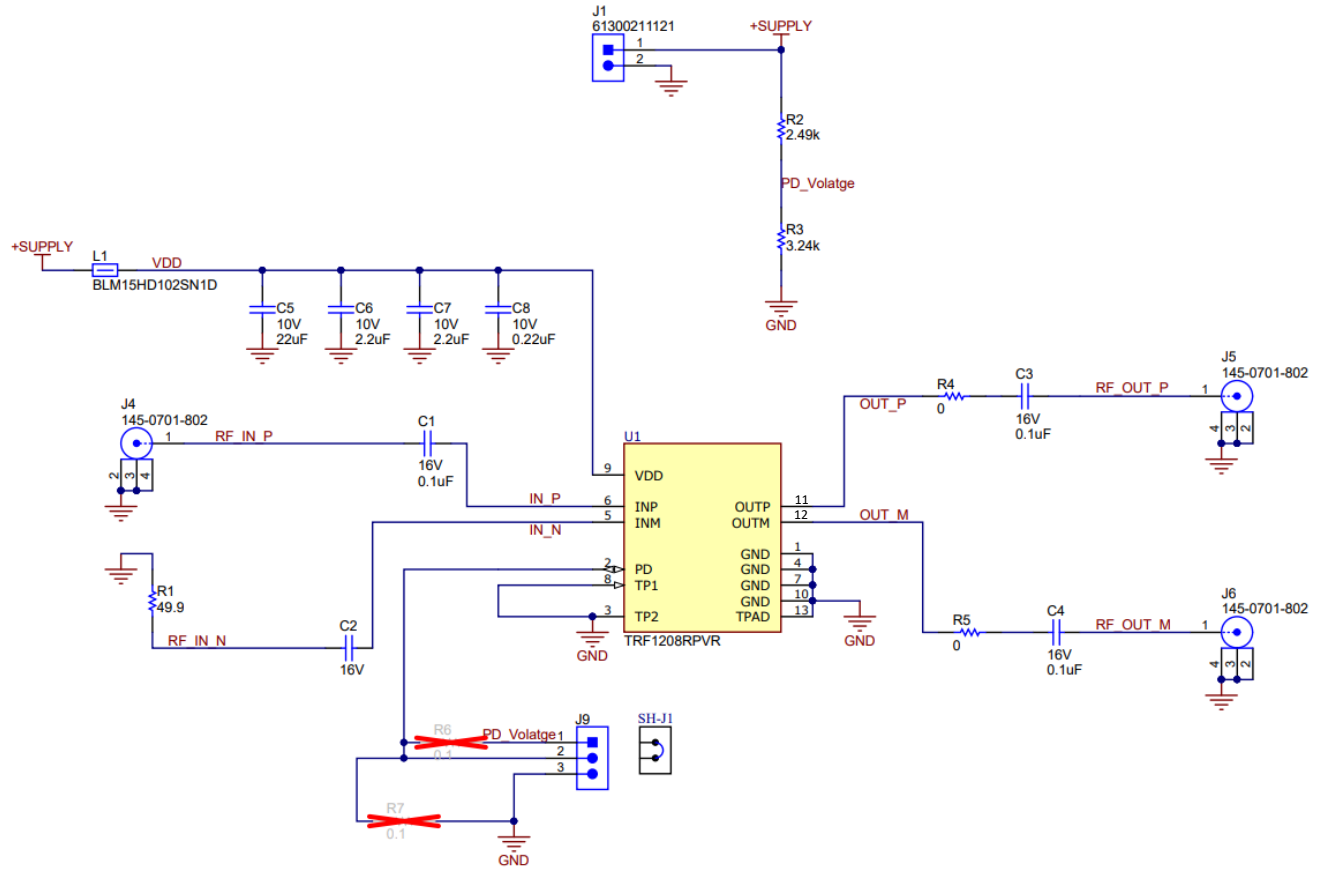 J1
61300211121
1
2
+SUPPLY
R2
2.49k
PD_Volatge
R3
3.24k
GND
+SUPPLY
L1
VDD
BLM15HD102SN1D
C5
10V
22uF
C6
10V
2.2uF
C7
10V
2.2uF
C8
10V
0.22uF
J4
145-0701-802
1
RF_IN_P
2
3
4
C1
16V
0.1uF
IN_P
IN_N
R1
49.9
RF_IN_N
C2
16V
U1
9 VDD
6 INP
5 INM
2 PD
8 TP1
3 TP2
OUTP 11
OUTM 12
GND 1
GND 4
GND 7
GND 10
TPAD 13
TRF1208RPVR
GND
GND
OUT_P
R4
0
C3
16V
0.1uF
RF_OUT_P
J5
145-0701-802
1
4
3
2
OUT_M
R5
0
C4
16V
0.1uF
RF_OUT_M
J6
145-0701-802
1
4
3
2
R6
0.1
PD_Volatge
J9
1
2
3
SH-J1
R7
0.1
GND